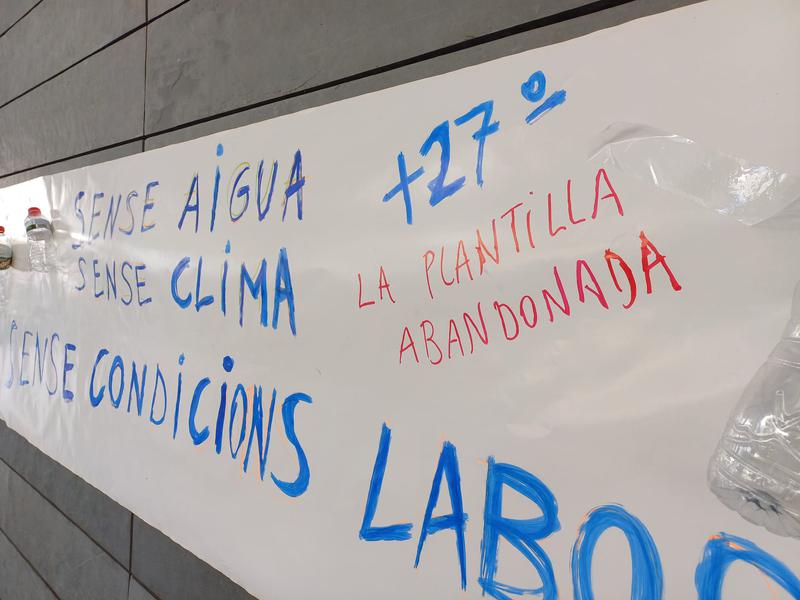 SENSE AiGUA
SENSE CLiMA
SENSE CONDiCiONS
+27º
LA PLANTiLLA
ABANDONADA